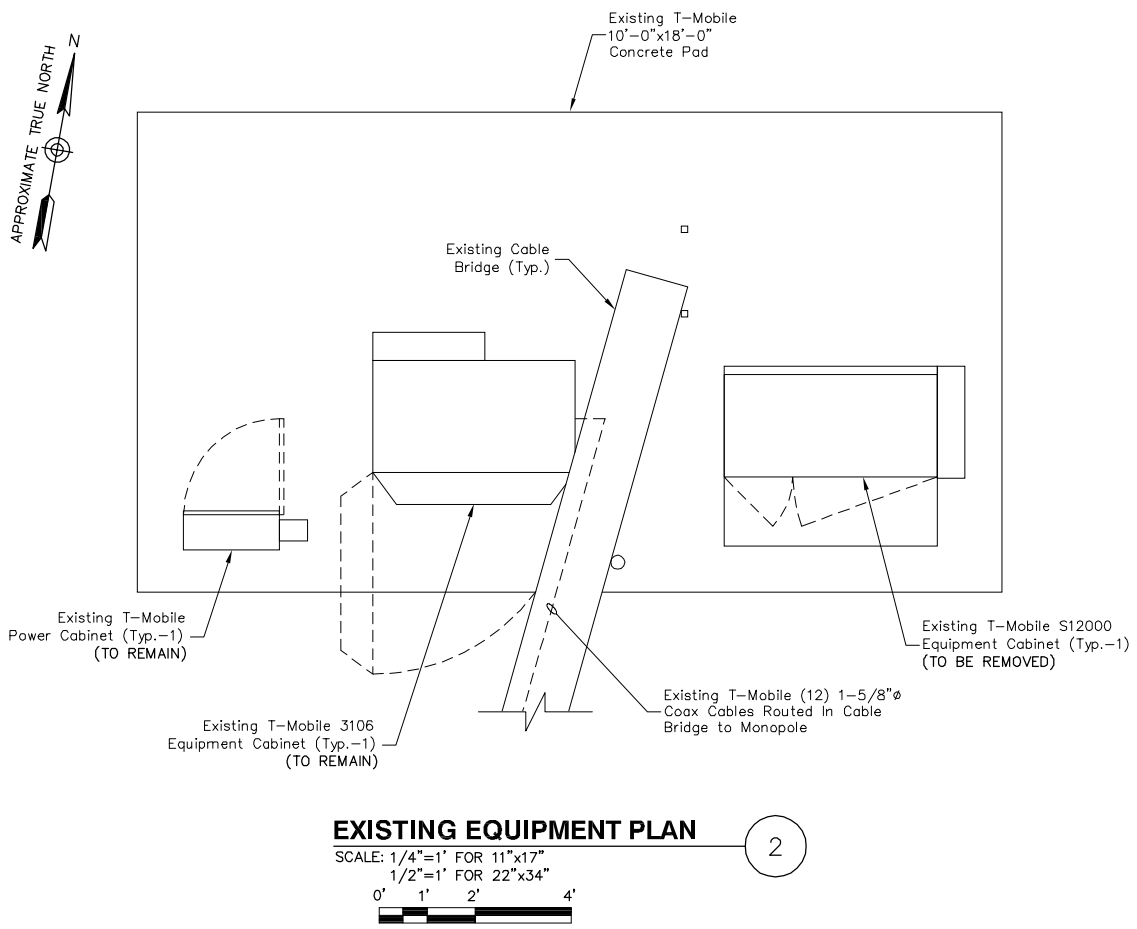 Existing T-Mobile
10'-0"x18'-0"
Concrete Pad
N
APPROXIMATE TRUE NORTH
Existing Cable
Bridge (Typ.)
Existing T-Mobile
Power Cabinet (Typ.-1)
(TO REMAIN)
Existing T-Mobile S12000
Equipment Cabinet (Typ.-1)
(TO BE REMOVED)
Existing T-Mobile (12) 1-5/8"ø
Coax Cables Routed In Cable
Bridge to Monopole
Existing T-Mobile 3106
Equipment Cabinet (Typ.-1)
(TO REMAIN)
EXISTING EQUIPMENT PLAN
2
SCALE: 1/4"=1' FOR 11"x17"
1/2"=1' FOR 22"x34"
0' 1' 2' 4'